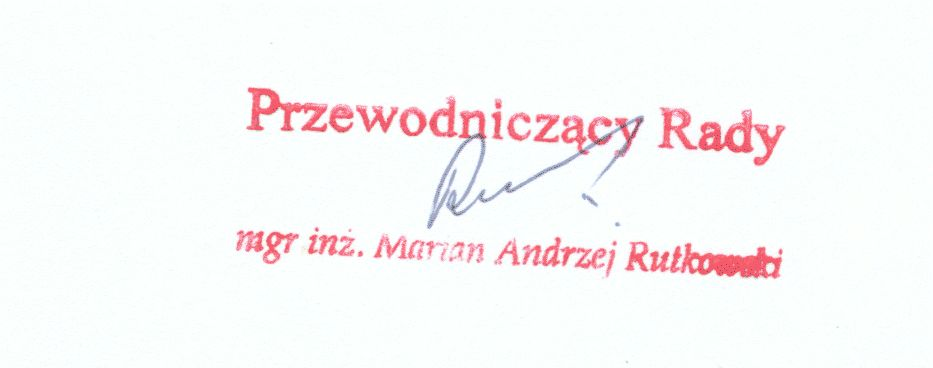 Przewodniczący Rady
mgr inż. Marian Andrzej Rutkowski